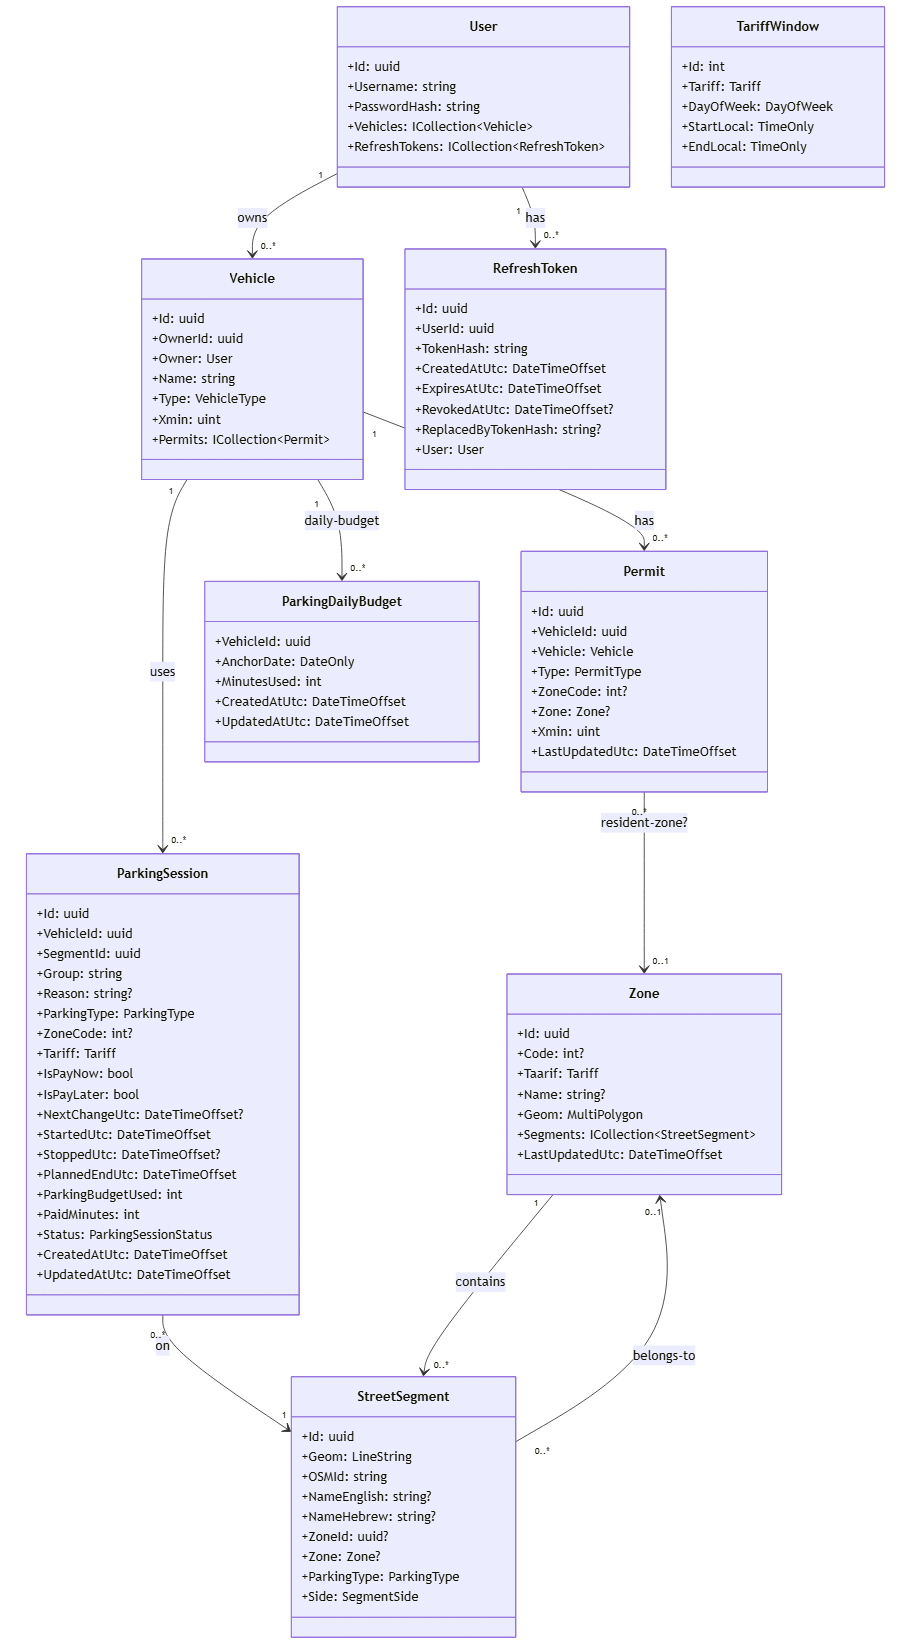 User
+Id: uuid
+Username: string
+PasswordHash: string
+Vehicles: ICollection<Vehicle>
+RefreshTokens: ICollection<RefreshToken>
TariffWindow
+Id: int
+Tariff: Tariff
+DayOfWeek: DayOfWeek
+StartLocal: TimeOnly
+EndLocal: TimeOnly
1
owns
0..*
1
has
0..*
Vehicle
+Id: uuid
+OwnerId: uuid
+Owner: User
+Name: string
+Type: VehicleType
+Xmin: uint
+Permits: ICollection<Permit>
RefreshToken
+Id: uuid
+UserId: uuid
+TokenHash: string
+CreatedAtUtc: DateTimeOffset
+ExpiresAtUtc: DateTimeOffset
+RevokedAtUtc: DateTimeOffset?
+ReplacedByTokenHash: string?
+User: User
1
1
daily-budget
0..*
1
has
0..*
ParkingDailyBudget
+VehicleId: uuid
+AnchorDate: DateOnly
+MinutesUsed: int
+CreatedAtUtc: DateTimeOffset
+UpdatedAtUtc: DateTimeOffset
Permit
+Id: uuid
+VehicleId: uuid
+Vehicle: Vehicle
+Type: PermitType
+ZoneCode: int?
+Zone: Zone?
+Xmin: uint
+LastUpdatedUtc: DateTimeOffset
uses
0..*
0..*
resident-zone?
0..1
ParkingSession
+Id: uuid
+VehicleId: uuid
+SegmentId: uuid
+Group: string
+Reason: string?
+ParkingType: ParkingType
+ZoneCode: int?
+Tariff: Tariff
+IsPayNow: bool
+IsPayLater: bool
+NextChangeUtc: DateTimeOffset?
+StartedUtc: DateTimeOffset
+StoppedUtc: DateTimeOffset?
+PlannedEndUtc: DateTimeOffset
+ParkingBudgetUsed: int
+PaidMinutes: int
+Status: ParkingSessionStatus
+CreatedAtUtc: DateTimeOffset
+UpdatedAtUtc: DateTimeOffset
Zone
+Id: uuid
+Code: int?
+Taarif: Tariff
+Name: string?
+Geom: MultiPolygon
+Segments: ICollection<StreetSegment>
+LastUpdatedUtc: DateTimeOffset
1
contains
0..*
0..1
belongs-to
0..*
0..*
on
1
StreetSegment
+Id: uuid
+Geom: LineString
+OSMId: string
+NameEnglish: string?
+NameHebrew: string?
+ZoneId: uuid?
+Zone: Zone?
+ParkingType: ParkingType
+Side: SegmentSide